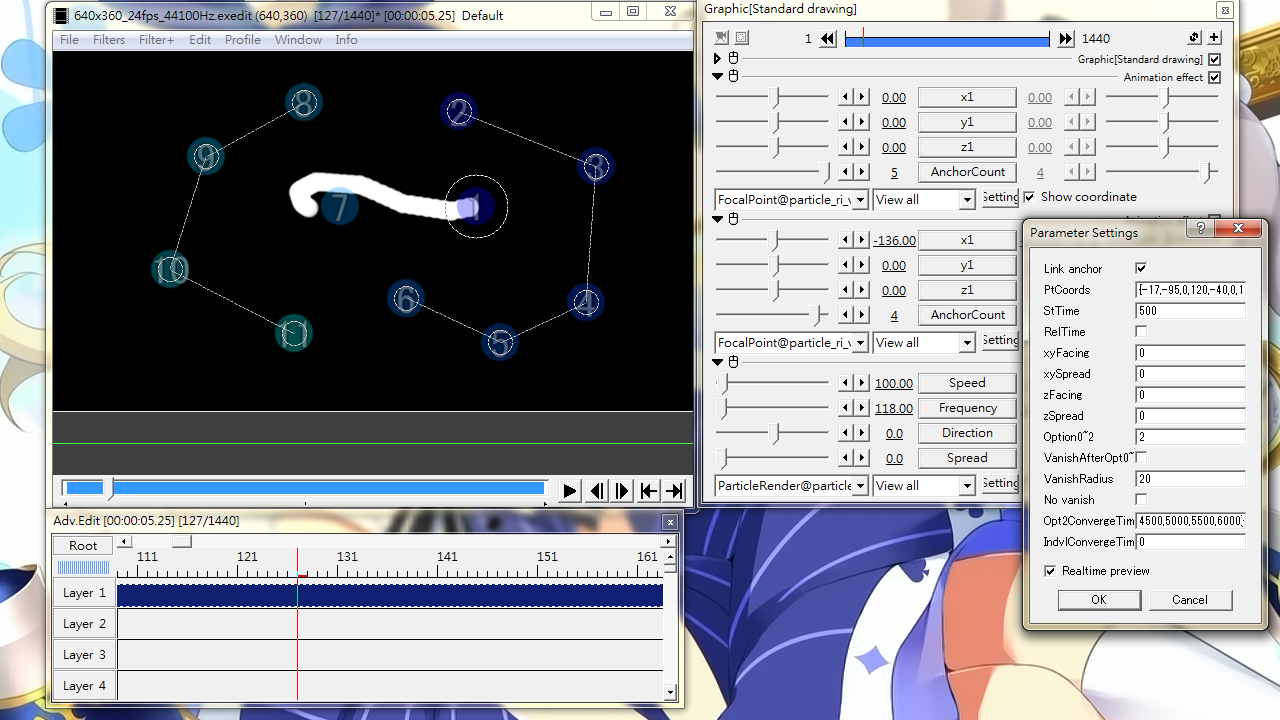 640x360_24fps_44100Hz.exedit (640,360) [127/1440]* [00:00:05.25] Default
File Filters Filter+ Edit Profile Window Info
8
2
9
3
7
1
10
6
4
11
5
Adv.Edit [00:00:05.25] [127/1440]
Root
111 121 131 141 151 161
Layer 1
Layer 2
Layer 3
Layer 4
Graphic[Standard drawing]
1 1440
Graphic[Standard drawing]
Animation effect
0.00 x1 0.00
0.00 y1 0.00
0.00 z1 0.00
5 AnchorCount 4
FocalPoint@particle_ri_v View all Setting Show coordinate
-136.00 x1
0.00 y1
0.00 z1
4 AnchorCount
FocalPoint@particle_ri_v View all Setting
100.00 Speed
118.00 Frequency
0.0 Direction
0.0 Spread
ParticleRender@particle View all Setting
Parameter Settings
Link anchor
PtCoords {-17,-95,0,120,-40,0,1
StTime 500
RelTime
xyFacing 0
xySpread 0
zFacing 0
zSpread 0
Option0~2 2
VanishAfterOpt0~
VanishRadius 20
No vanish
Opt2ConvergeTim 4500,5000,5500,6000,
IndvlConvergeTim 0
Realtime preview
OK Cancel